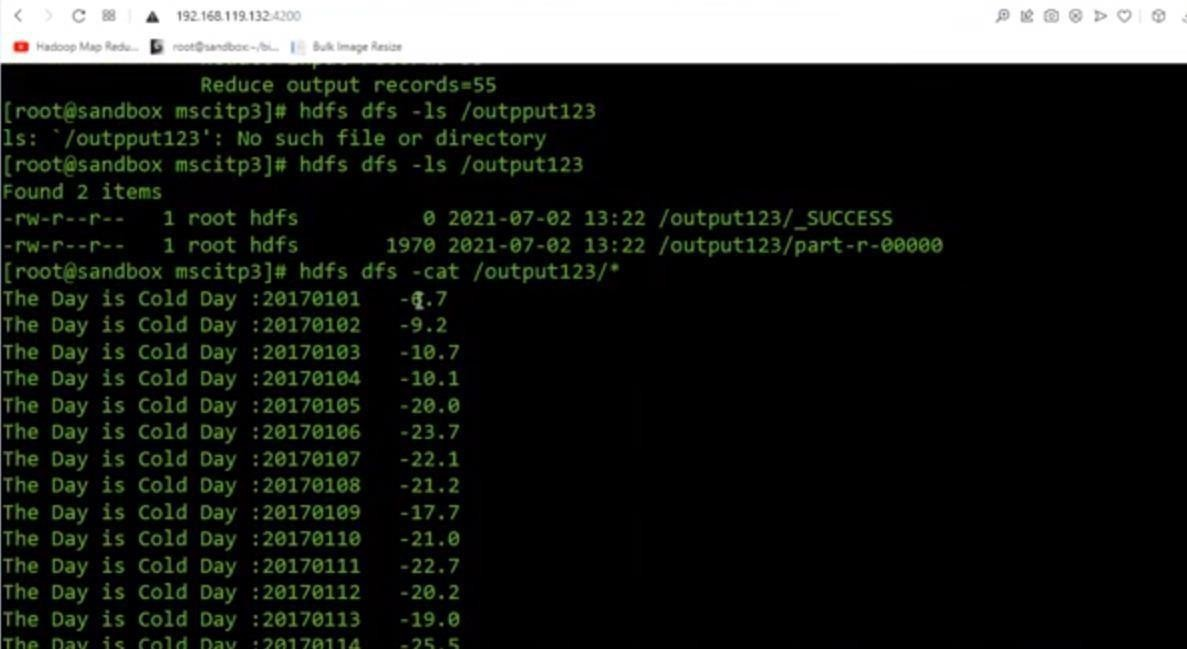 192.168.119.132:4200
Hadoop Map Redu... root@sandbox:~/bi... Bulk Image Resize
Reduce output records=55
[root@sandbox mscitp3]# hdfs dfs -ls /outpput123
ls: `/outpput123': No such file or directory
[root@sandbox mscitp3]# hdfs dfs -ls /output123
Found 2 items
-rw-r--r-- 1 root hdfs 0 2021-07-02 13:22 /output123/_SUCCESS
-rw-r--r-- 1 root hdfs 1970 2021-07-02 13:22 /output123/part-r-00000
[root@sandbox mscitp3]# hdfs dfs -cat /output123/*
The Day is Cold Day :20170101
The Day is Cold Day :20170102 -9.2
The Day is Cold Day :20170103 -10.7
The Day is Cold Day :20170104 -10.1
The Day is Cold Day :20170105 -20.0
The Day is Cold Day :20170106 -23.7
The Day is Cold Day :20170107 -22.1
The Day is Cold Day :20170108 -21.2
The Day is Cold Day :20170109 -17.7
The Day is Cold Day :20170110 -21.0
The Day is Cold Day :20170111 -22.7
The Day is Cold Day :20170112 -20.2
The Day is Cold Day :20170113 -19.0
The Day is Cold Day :20170114 -25.5